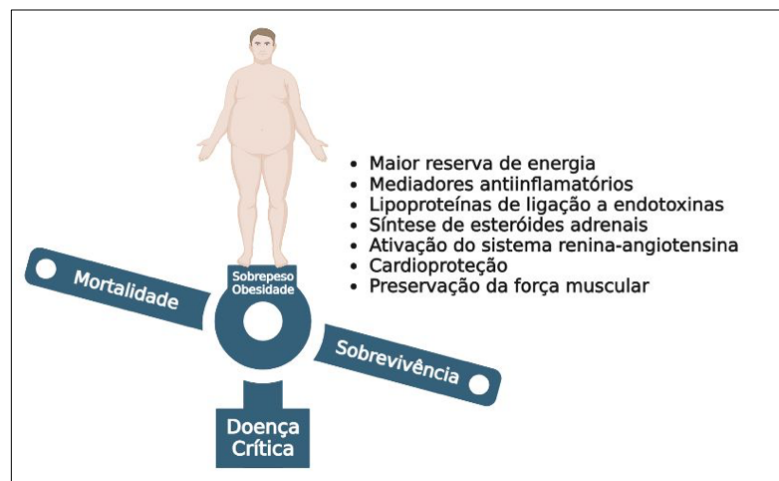 • Maior reserva de energia
• Mediadores antiinflamatórios
• Lipoproteínas de ligação a endotoxinas
• Síntese de esteróides adrenais
• Ativação do sistema renina-angiotensina
• Cardioproteção
• Preservação da força muscular
Mortalidade
Sobrepeso
Obesidade
Sobrevivência
Doença
Crítica